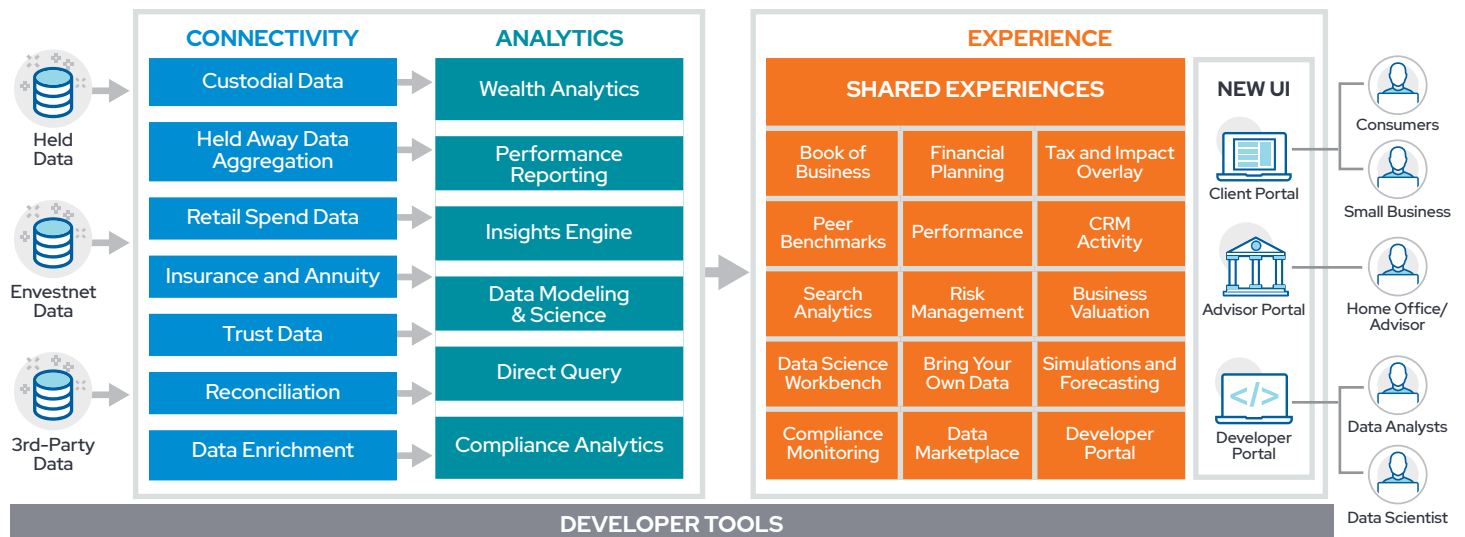 CONNECTIVITY
ANALYTICS
EXPERIENCE
Held
Data
Envestnet
Data
3rd-Party
Data
Custodial Data
Held Away Data
Aggregation
Retail Spend Data
Insurance and Annuity
Trust Data
Reconciliation
Data Enrichment
Wealth Analytics
Performance
Reporting
Insights Engine
Data Modeling
& Science
Direct Query
Compliance Analytics
SHARED EXPERIENCES
Book of
Business
Financial
Planning
Tax and Impact
Overlay
Peer
Benchmarks
Performance
CRM
Activity
Search
Analytics
Risk
Management
Business
Valuation
Data Science
Workbench
Bring Your
Own Data
Simulations and
Forecasting
Compliance
Monitoring
Data
Marketplace
Developer
Portal
NEW UI
Client Portal
Advisor Portal
</>
Developer
Portal
Consumers
Small Business
Home Office/
Advisor
Data Analysts
Data Scientist
DEVELOPER TOOLS